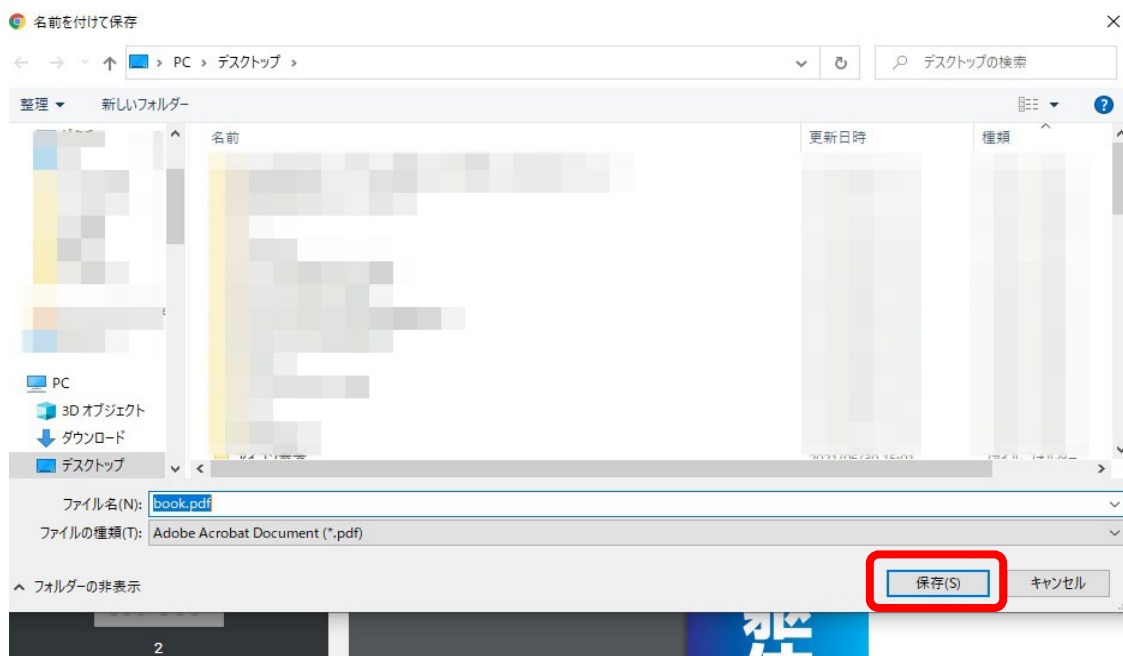 名前を付けて保存
PC › デスクトップ ›
デスクトップの検索
整理
新しいフォルダー
名前
更新日時
種類
PC
3D オブジェクト
ダウンロード
デスクトップ
ファイル名(N): book.pdf
ファイルの種類(T): Adobe Acrobat Document (*.pdf)
フォルダーの非表示
保存(S)
キャンセル
2